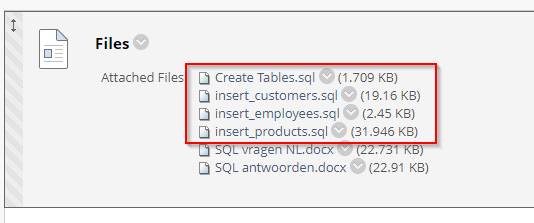 Files
Attached Files
Create Tables.sql (1.709 KB)
insert_customers.sql (19.16 KB)
insert_employees.sql (2.45 KB)
insert_products.sql (31.946 KB)
SQL vragen NL.docx (22.731 KB)
SQL antwoorden.docx (22.91 KB)